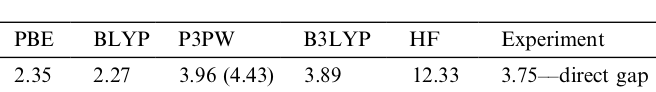 PBE BLYP P3PW B3LYP HF Experiment
2.35 2.27 3.96 (4.43) 3.89 12.33 3.75—direct gap